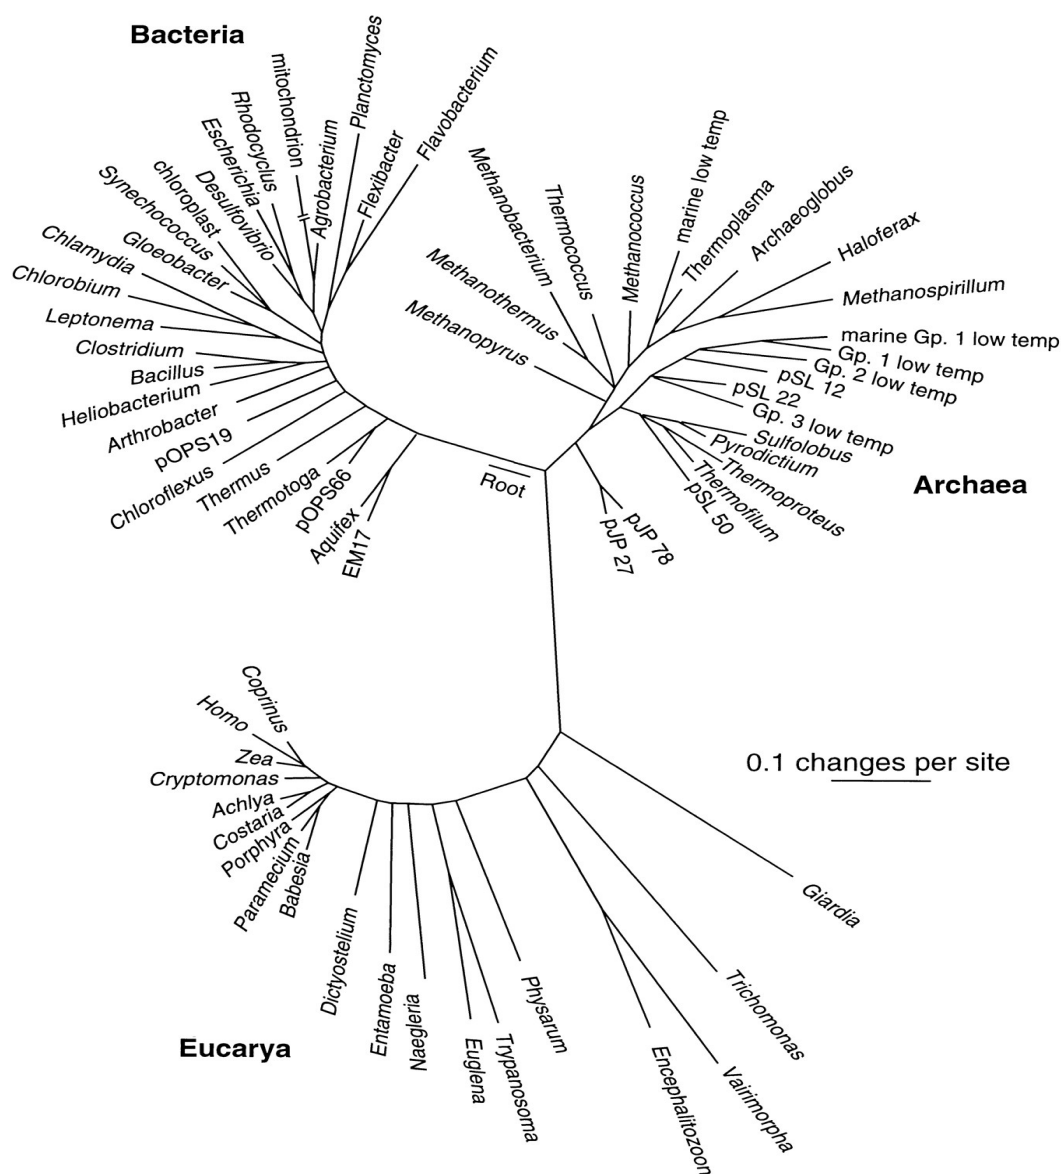 Bacteria
mitochondrion
Planctomyces
Rhodocyclus
Escherichia
Desulfovibrio
Agrobacterium
Flexibacter
Flavobacterium
chloroplast
Synechococcus
Gloeobacter
Chlamydia
Chlorobium
Leptonema
Clostridium
Bacillus
Heliobacterium
Arthrobacter
pOPS19
Chloroflexus
Thermus
Thermotoga
pOPS66
Aquifex
EM17
Root
Methanopyrus
Methanothermus
Methanobacterium
Thermococcus
Methanococcus
marine low temp
Thermoplasma
Archaeoglobus
Haloferax
Methanospirillum
marine Gp. 1 low temp
Gp. 1 low temp
Gp. 2 low temp
pSL 12
pSL 22
Gp. 3 low temp
Sulfolobus
Pyrodictium
Thermoproteus
Thermofilum
pSL 50
pJP 78
pJP 27
Archaea
Coprinus
Homo
Zea
Cryptomonas
Achlya
Costaria
Porphyra
Paramecium
Babesia
Dictyostelium
Entamoeba
Naegleria
Euglena
Trypanosoma
Physarum
Encephalitozoon
Vairimorpha
Trichomonas
Giardia
0.1 changes per site
Eucarya